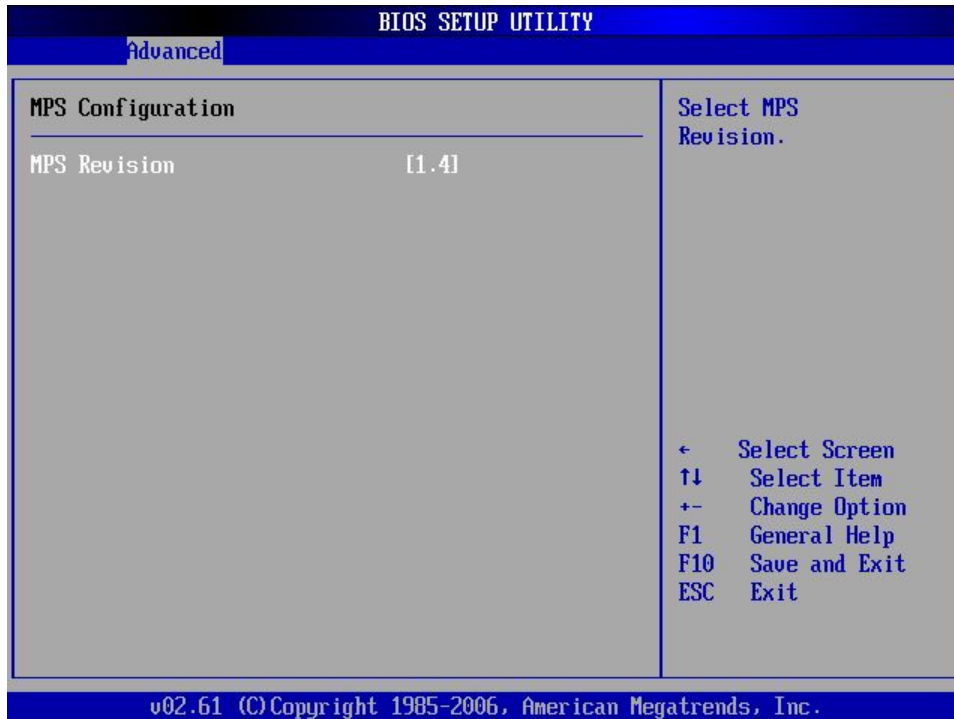 BIOS SETUP UTILITY
Advanced
MPS Configuration
MPS Revision [1.4]
Select MPS
Revision.
← Select Screen
↑↓ Select Item
+- Change Option
F1 General Help
F10 Save and Exit
ESC Exit
v02.61 (C)Copyright 1985-2006, American Megatrends, Inc.